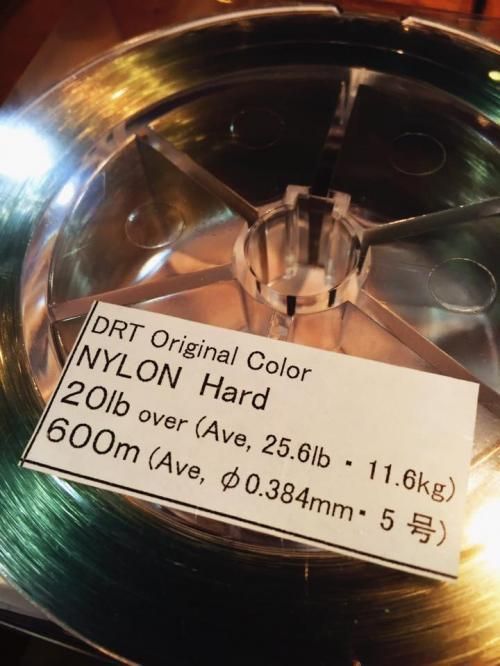 DRT Original Color
NYLON Hard
20lb over (Ave, 25.6lb・11.6kg)
600m (Ave, φ0.384mm・5 号)